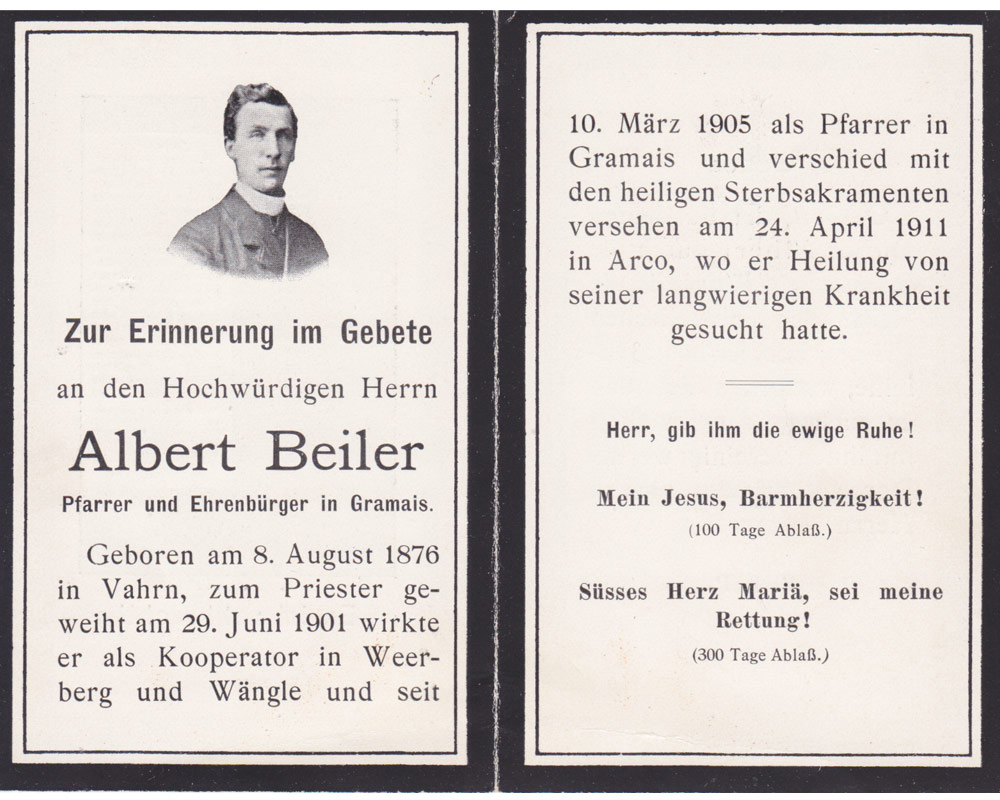 Zur Erinnerung im Gebete
an den Hochwürdigen Herrn
Albert Beiler
Pfarrer und Ehrenbürger in Gramais.
Geboren am 8. August 1876
in Vahrn, zum Priester ge-
weiht am 29. Juni 1901 wirkte
er als Kooperator in Weer-
berg und Wängle und seit
10. März 1905 als Pfarrer in
Gramais und verschied mit
den heiligen Sterbsakramenten
versehen am 24. April 1911
in Arco, wo er Heilung von
seiner langwierigen Krankheit
gesucht hatte.
Herr, gib ihm die ewige Ruhe!
Mein Jesus, Barmherzigkeit!
(100 Tage Ablaß.)
Süsses Herz Mariä, sei meine
Rettung!
(300 Tage Ablaß.)